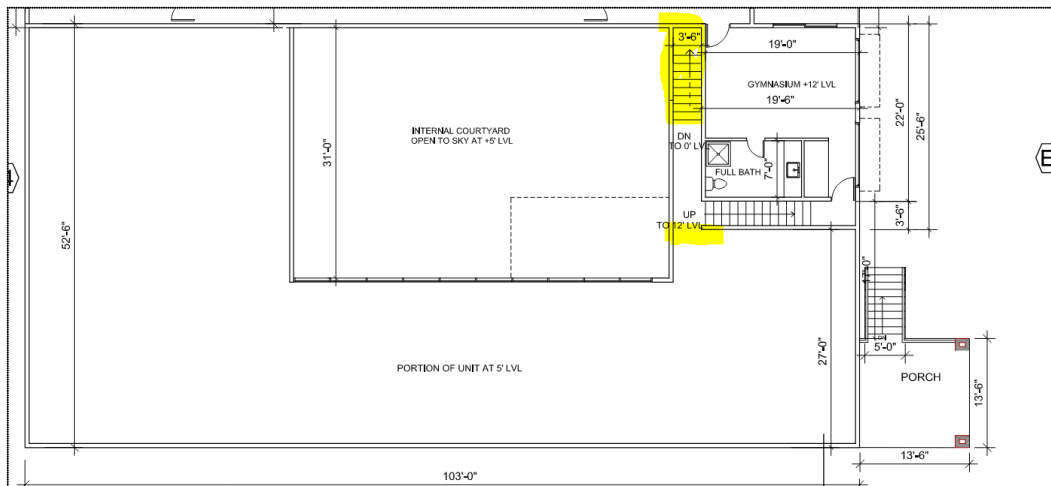 3'-6"
19'-0"
GYMNASIUM +12' LVL
19'-6"
22'-0"
25'-6"
INTERNAL COURTYARD
OPEN TO SKY AT +5' LVL
31'-0"
DN
TO 0' LVL
FULL BATH
7'-0"
UP
TO 12' LVL
3'-6"
52'-6"
17'-0"
DN
5'-0"
27'-0"
PORTION OF UNIT AT 5' LVL
PORCH
13'-6"
13'-6"
103'-0"